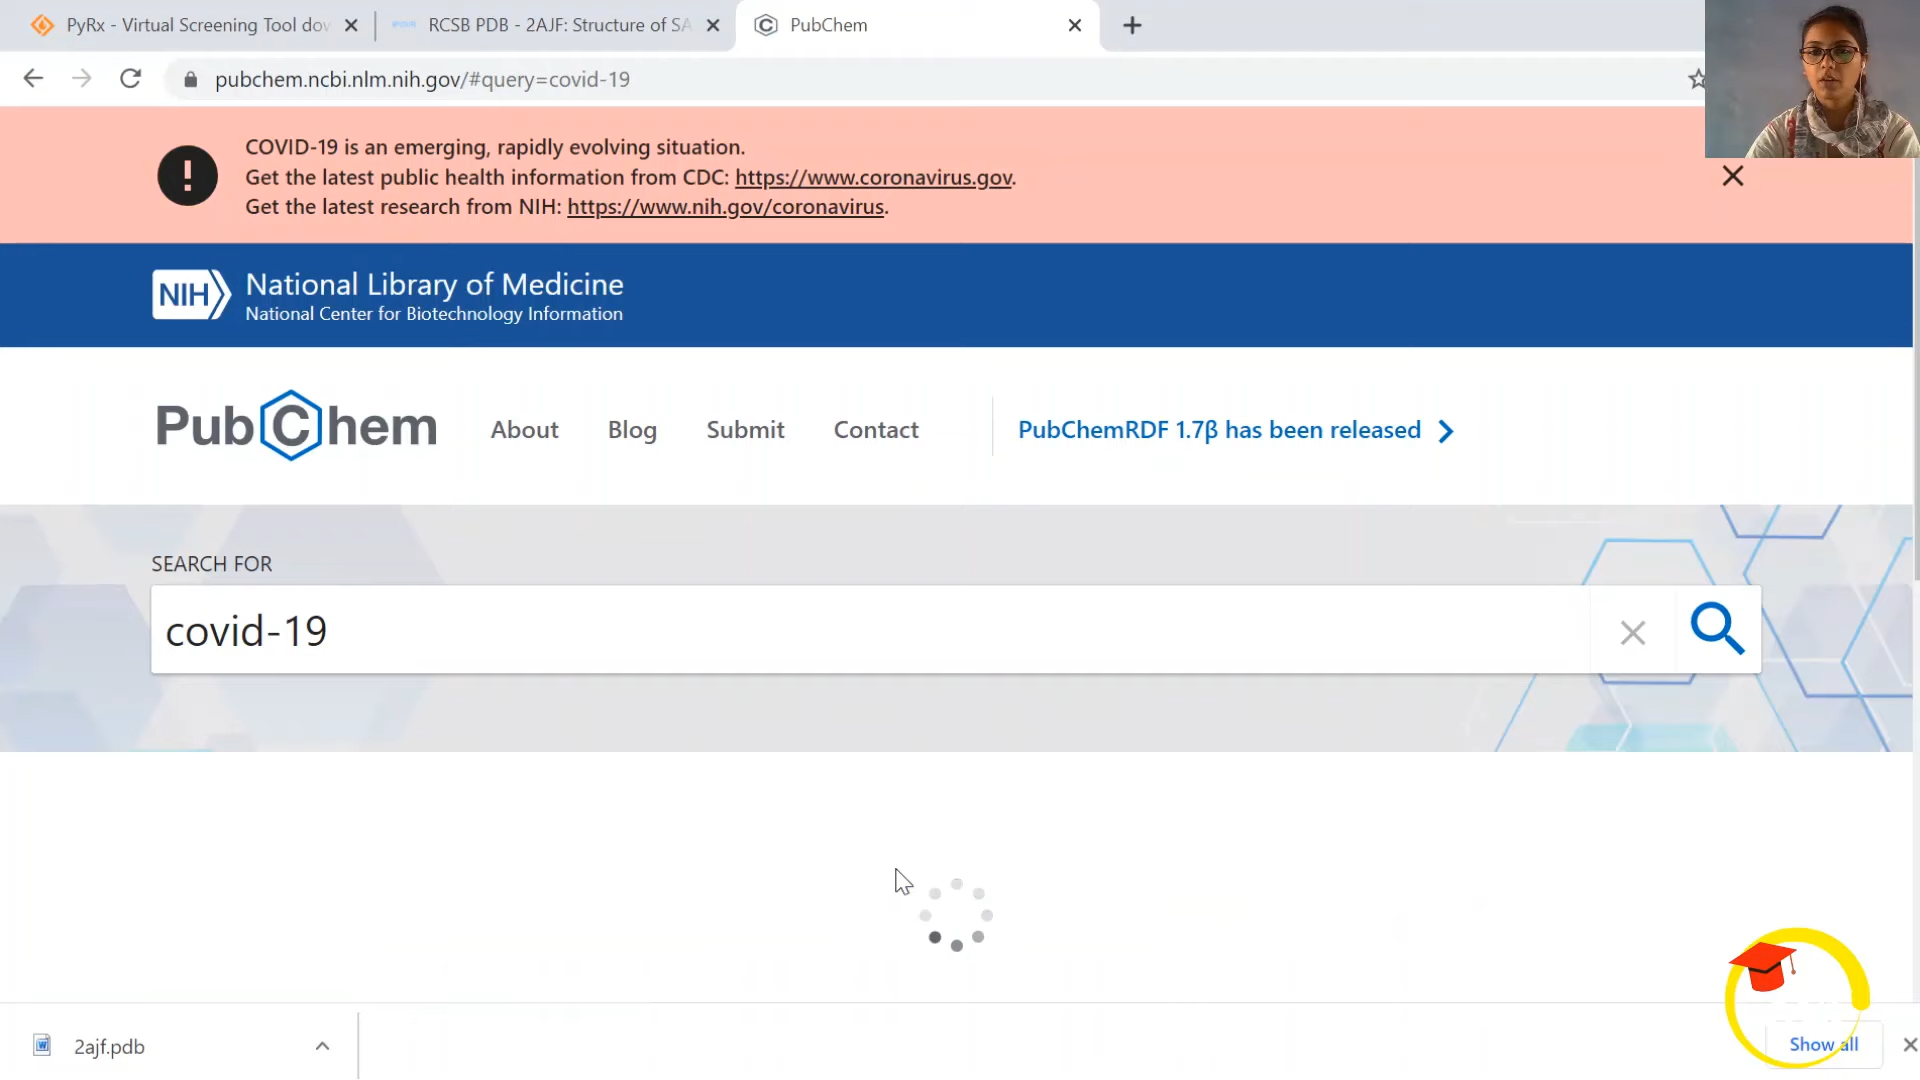 PyRx - Virtual Screening Tool dov
RCSB PDB - 2AJF: Structure of SA
PubChem
pubchem.ncbi.nlm.nih.gov/#query=covid-19
COVID-19 is an emerging, rapidly evolving situation.
Get the latest public health information from CDC: https://www.coronavirus.gov.
Get the latest research from NIH: https://www.nih.gov/coronavirus.
NIH
National Library of Medicine
National Center for Biotechnology Information
PubChem
About
Blog
Submit
Contact
PubChemRDF 1.7β has been released
SEARCH FOR
covid-19
2ajf.pdb
Show all